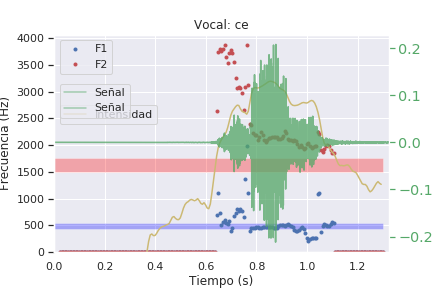 Vocal: ce
4000
3500
3000
2500
2000
1500
1000
500
0
Frecuencia (Hz)
F1
F2
Señal
Señal
Intensidad
0.2
0.1
0.0
−0.1
−0.2
0.0 0.2 0.4 0.6 0.8 1.0 1.2
Tiempo (s)